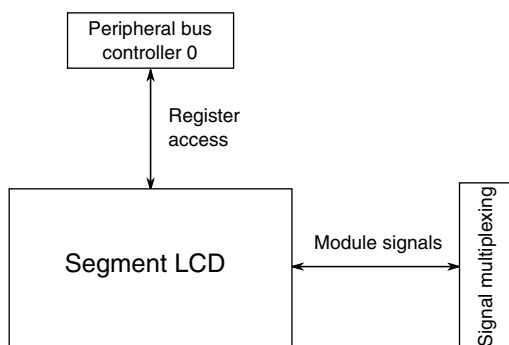 Peripheral bus
controller 0
Register
access
Segment LCD
Module signals
Signal multiplexing